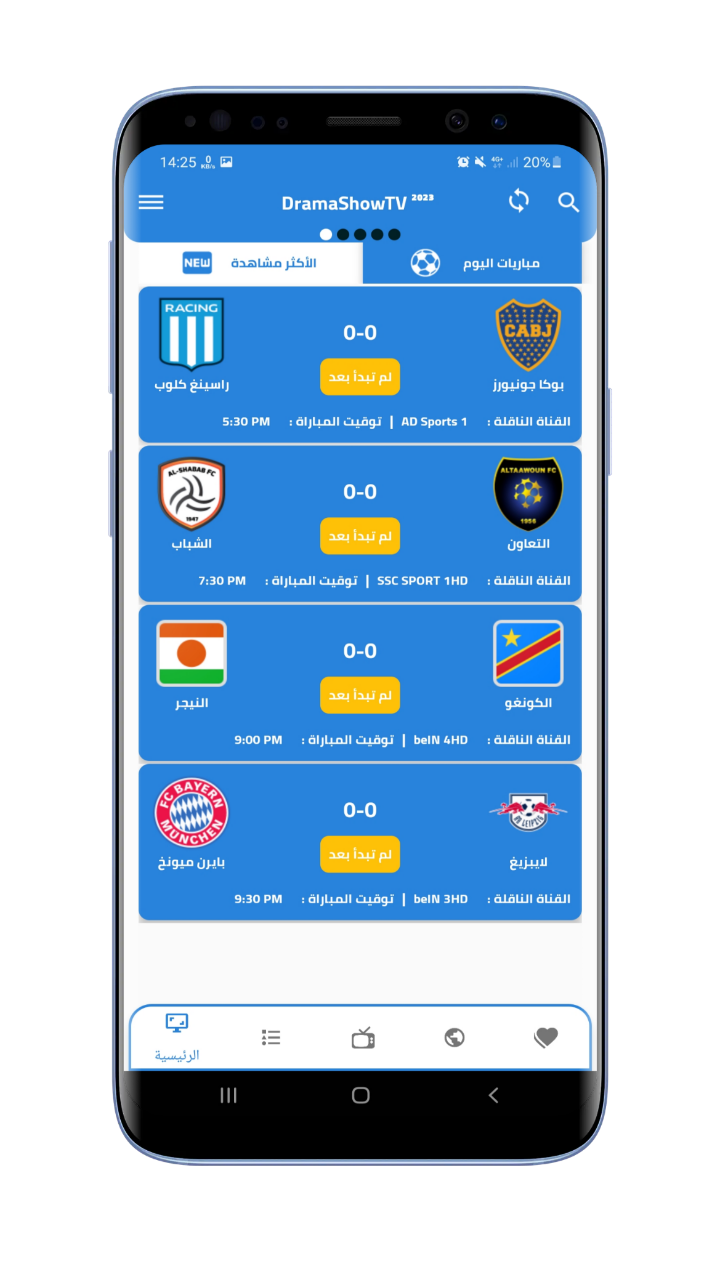 14:25 0 KB/s 4G+ 20%
DramaShowTV 2023
مباريات اليوم
الأكثر مشاهدة NEW
CABJ
RACING
0-0
لم تبدأ بعد
بوكا جونيورز
راسينغ كلوب
القناة الناقلة : AD Sports 1 | توقيت المباراة : 5:30 PM
ALTAAWOUN FC
1956
AL-SHABAB FC
1947
0-0
لم تبدأ بعد
التعاون
الشباب
القناة الناقلة : SSC SPORT 1HD | توقيت المباراة : 7:30 PM
0-0
لم تبدأ بعد
الكونغو
النيجر
القناة الناقلة : beIN 4HD | توقيت المباراة : 9:00 PM
RB LEIPZIG
FC BAYERN
MÜNCHEN
0-0
لم تبدأ بعد
لايبزيغ
بايرن ميونخ
القناة الناقلة : beIN 3HD | توقيت المباراة : 9:30 PM
الرئيسية